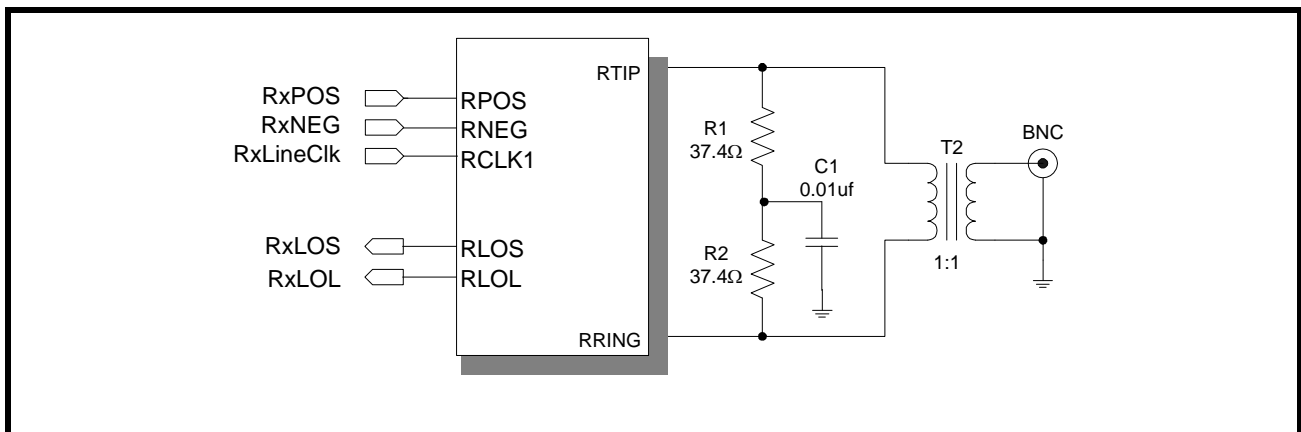 RxPOS
RPOS
RxNEG
RNEG
RxLineClk
RCLK1
RxLOS
RLOS
RxLOL
RLOL
RTIP
RRING
R1
37.4Ω
R2
37.4Ω
C1
0.01uf
T2
1:1
BNC